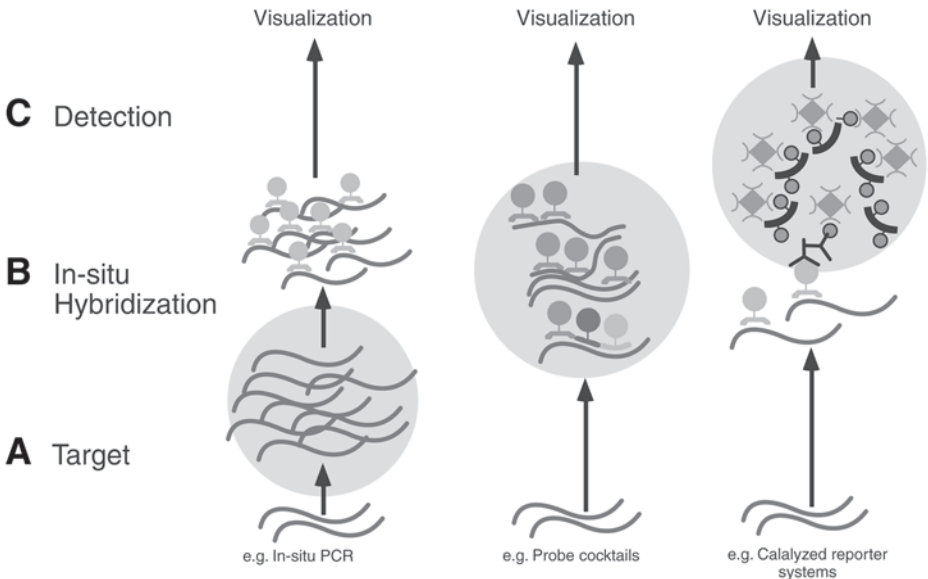 Visualization
Visualization
Visualization
C Detection
B In-situ
Hybridization
A Target
e.g. In-situ PCR
e.g. Probe cocktails
e.g. Calalyzed reporter
systems